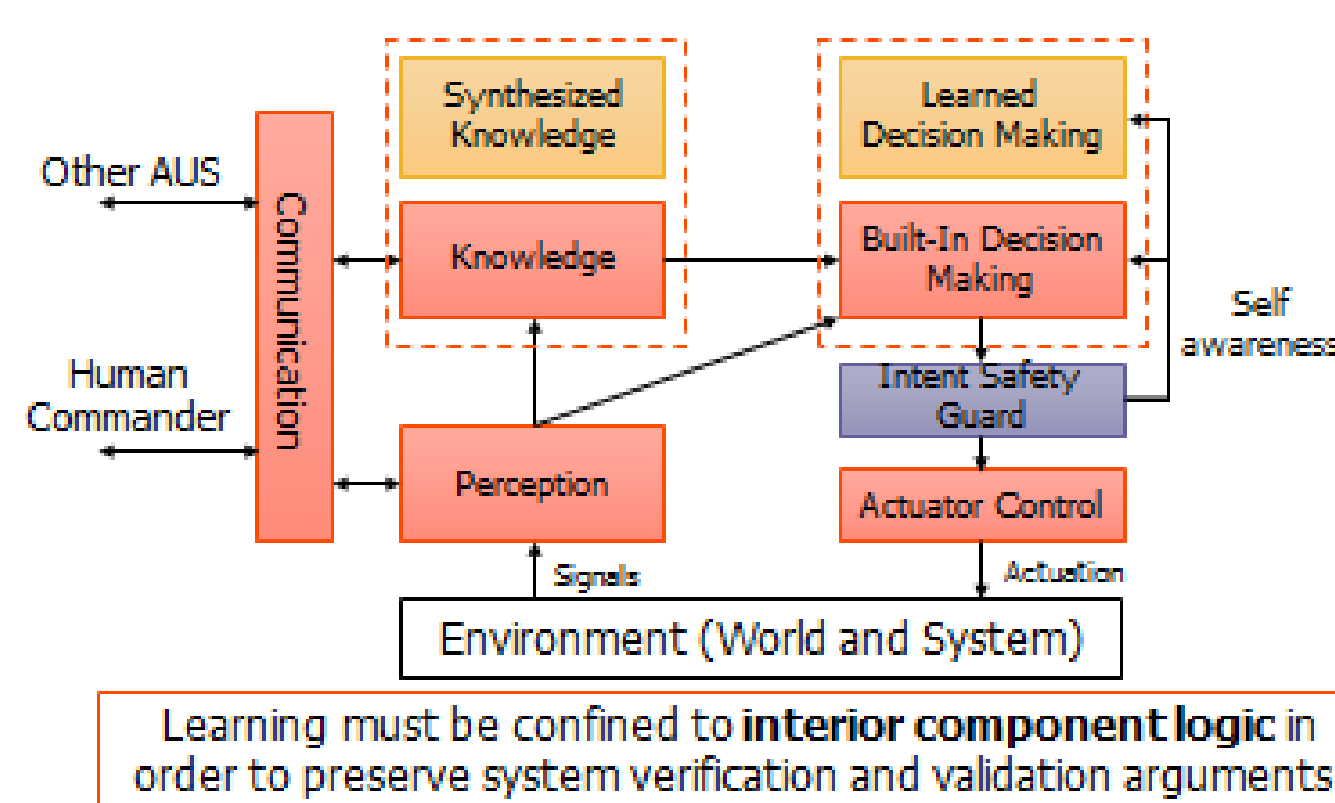 Synthesized
Knowledge
Learned
Decision Making
Other AUS
Communication
Knowledge
Built-In Decision
Making
Self
awareness
Human
Commander
Intent Safety
Guard
Perception
Actuator Control
Signals
Actuation
Environment (World and System)
Learning must be confined to interior component logic in
order to preserve system verification and validation arguments